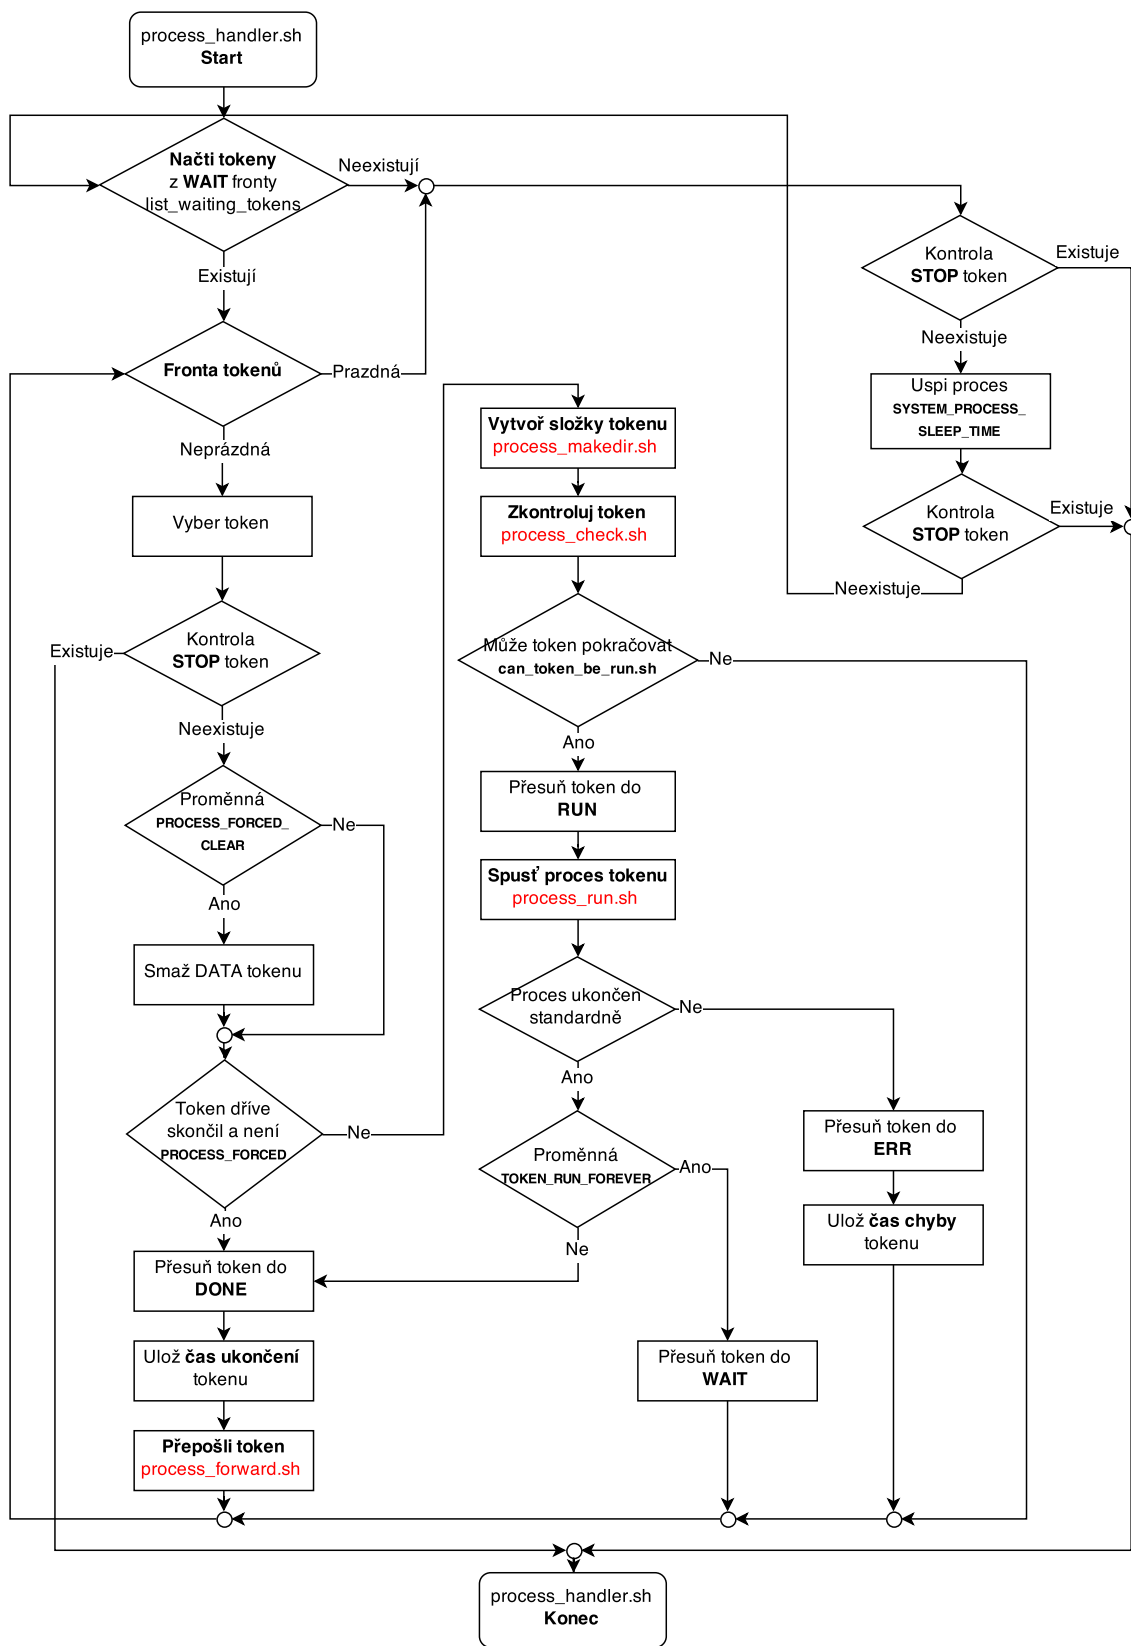 process_handler.sh
Start
Načti tokeny
z WAIT fronty
list_waiting_tokens
Neexistují
Existují
Fronta tokenů
Prazdná
Neprázdná
Vyber token
Kontrola
STOP token
Existuje
Neexistuje
Proměnná
PROCESS_FORCED_
CLEAR
Ne
Ano
Smaž DATA tokenu
Token dříve
skončil a není
PROCESS_FORCED
Ne
Ano
Přesuň token do
DONE
Ulož čas ukončení
tokenu
Přepošli token
process_forward.sh
Vytvoř složky tokenu
process_makedir.sh
Zkontroluj token
process_check.sh
Může token pokračovat
can_token_be_run.sh
Ne
Ano
Přesuň token do
RUN
Spusť proces tokenu
process_run.sh
Proces ukončen
standardně
Ne
Ano
Proměnná
TOKEN_RUN_FOREVER
Ano
Ne
Přesuň token do
WAIT
Přesuň token do
ERR
Ulož čas chyby
tokenu
Kontrola
STOP token
Existuje
Neexistuje
Uspi proces
SYSTEM_PROCESS_
SLEEP_TIME
Kontrola
STOP token
Existuje
Neexistuje
process_handler.sh
Konec